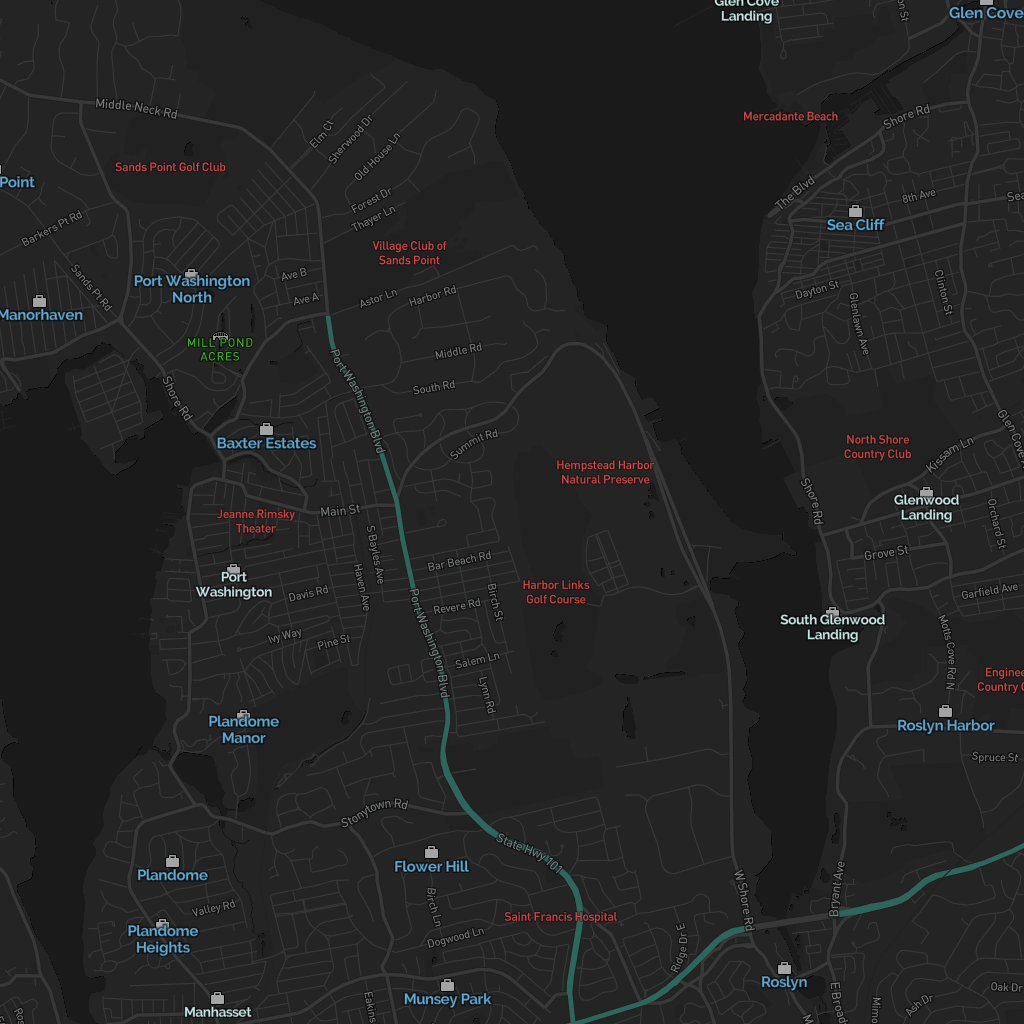 Glen Cove
Landing
Glen Cove
Middle Neck Rd
Elm Ct
Sherwood Dr
Old House Ln
Mercadante Beach
Shore Rd
Sands Point Golf Club
Point
Forest Dr
Thayer Ln
The Blvd
8th Ave
Sea
Sea Cliff
Barkers Pt Rd
Sands Pt Rd
Village Club of
Sands Point
Port Washington
North
Ave B
Ave A
Astor Ln
Harbor Rd
Dayton St
Clinton St
Glenlawn Ave
Manorhaven
MILL POND
ACRES
Middle Rd
South Rd
Port Washington Blvd
Shore Rd
Baxter Estates
Summit Rd
Hempstead Harbor
Natural Preserve
North Shore
Country Club
Kissam Ln
Glen Cove
Glenwood
Landing
Shore Rd
Orchard St
Main St
Jeanne Rimsky
Theater
S Bayles Ave
Haven Ave
Grove St
Bar Beach Rd
Port
Washington
Davis Rd
Birch St
Revere Rd
Harbor Links
Golf Course
Garfield Ave
South Glenwood
Landing
Motts Cove Rd N
Ivy Way
Pine St
Port Washington Blvd
Salem Ln
Lynn Rd
Enginee
Country C
Plandome
Manor
Roslyn Harbor
Spruce St
Stonytown Rd
State Hwy 101
Flower Hill
Plandome
Birch Ln
Valley Rd
W Shore Rd
Bryant Ave
Saint Francis Hospital
Plandome
Heights
Dogwood Ln
Ridge Dr E
Munsey Park
Roslyn
Manhasset
Eakins
E Broad
Mimo
Ash Dr
Oak Dr